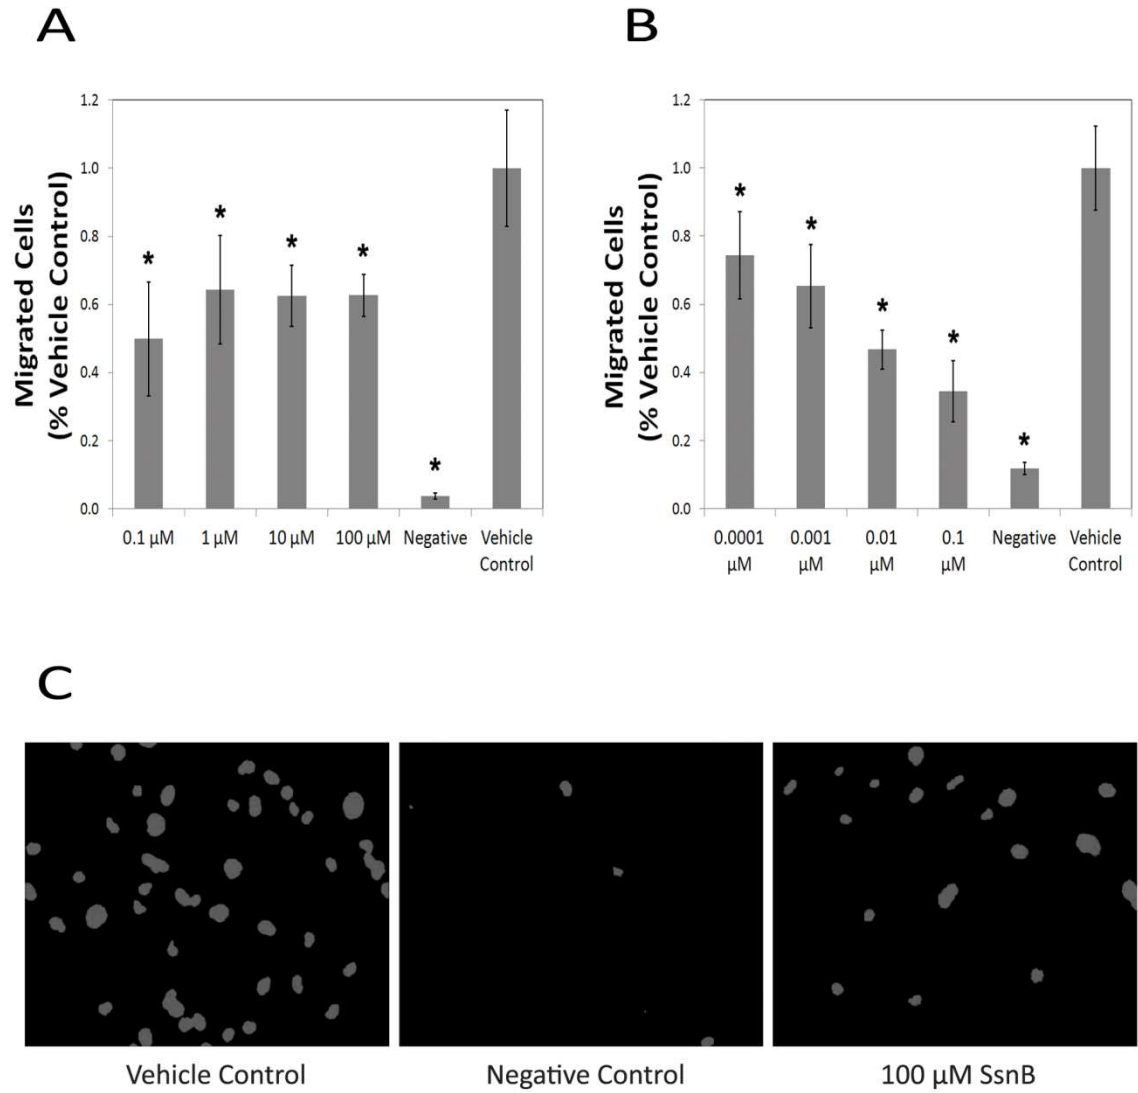 A
B
Migrated Cells
(% Vehicle Control)
1.2
1.0
0.8
0.6
0.4
0.2
0.0
*
*
*
*
*
0.1 µM
1 µM
10 µM
100 µM
Negative
Vehicle
Control
Migrated Cells
(% Vehicle Control)
1.2
1.0
0.8
0.6
0.4
0.2
0.0
*
*
*
*
*
0.0001
µM
0.001
µM
0.01
µM
0.1
µM
Negative
Vehicle
Control
C
Vehicle Control
Negative Control
100 µM SsnB